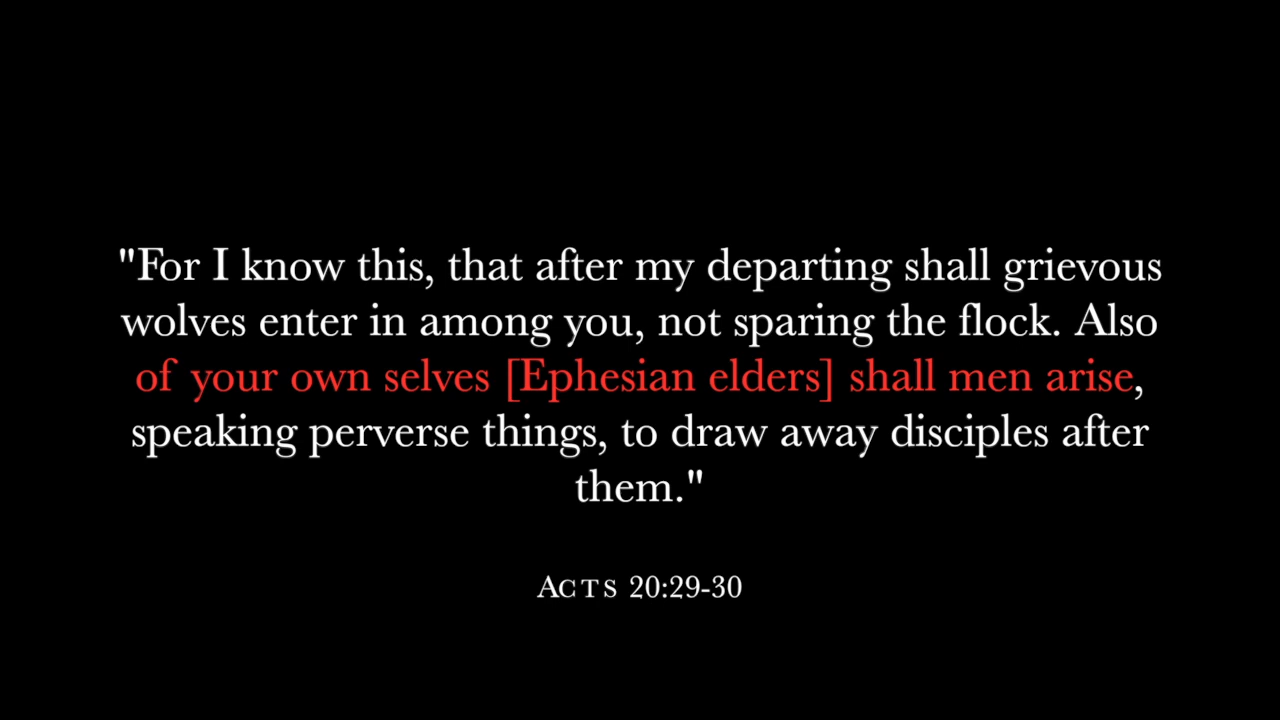 "For I know this, that after my departing shall grievous
wolves enter in among you, not sparing the flock. Also
of your own selves [Ephesian elders] shall men arise,
speaking perverse things, to draw away disciples after
them."
ACTS 20:29-30